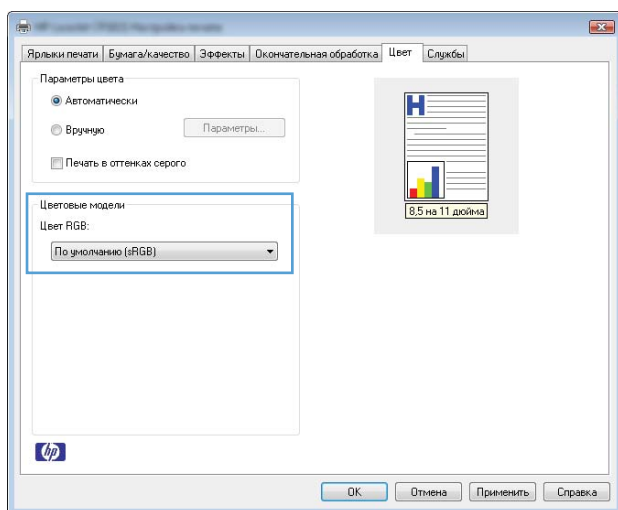 Ярлыки печати Бумага/качество Эффекты Окончательная обработка Цвет Службы
Параметры цвета
Автоматически
Вручную
Параметры...
Печать в оттенках серого
Цветовые модели
Цвет RGB:
По умолчанию (sRGB)
H
8,5 на 11 дюйма
hp
OK Отмена Применить Справка